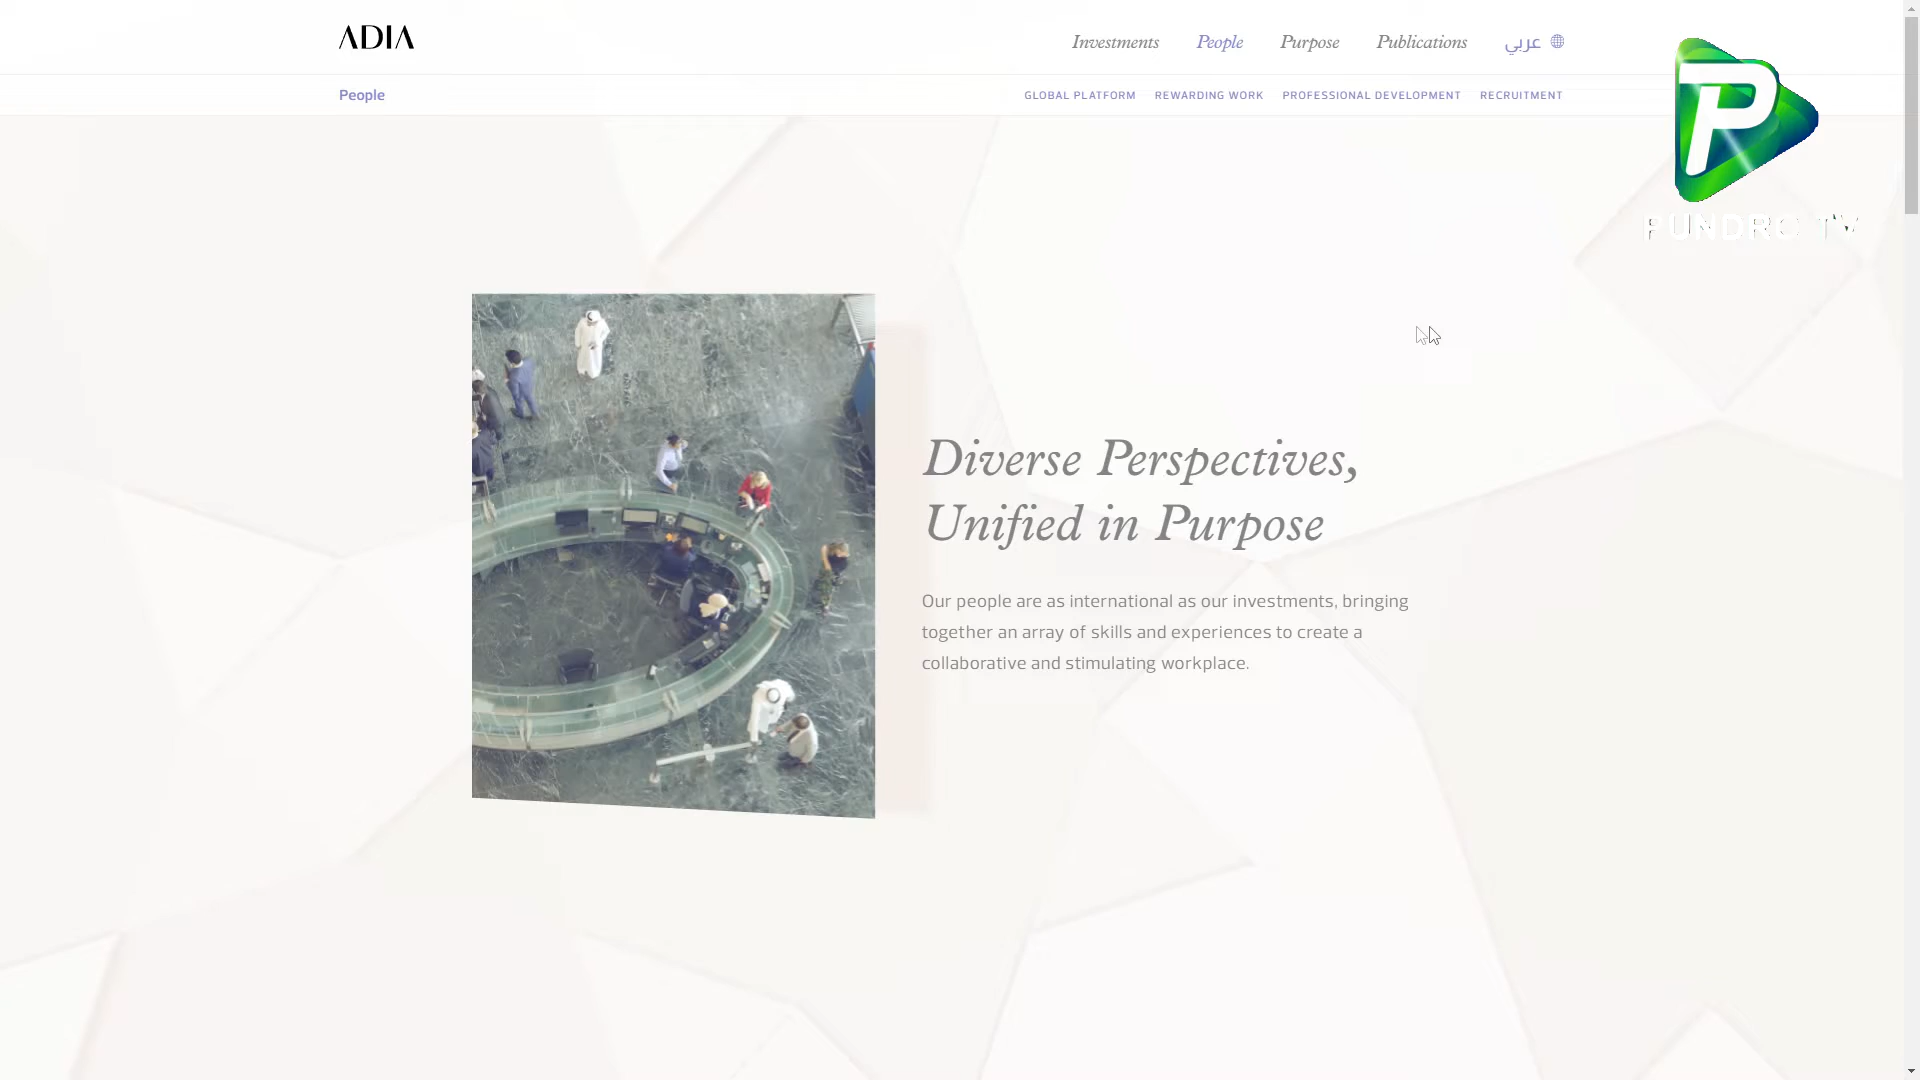 ADIA
Investments People Purpose Publications عربي
People
GLOBAL PLATFORM REWARDING WORK PROFESSIONAL DEVELOPMENT RECRUITMENT
P
PUNDRO TV
Diverse Perspectives,
Unified in Purpose
Our people are as international as our investments, bringing
together an array of skills and experiences to create a
collaborative and stimulating workplace.